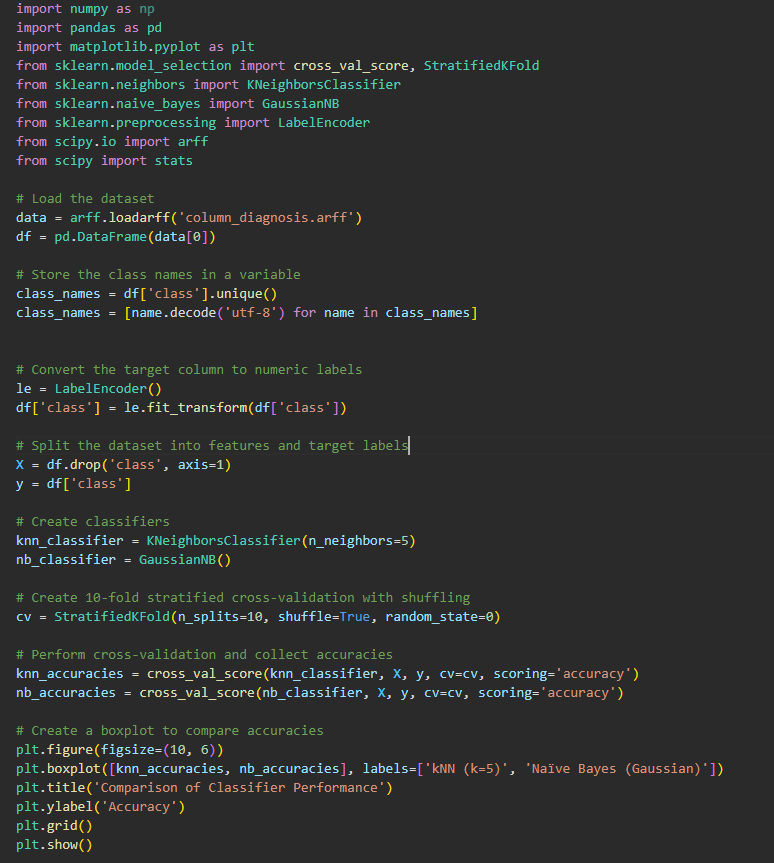 import numpy as np
import pandas as pd
import matplotlib.pyplot as plt
from sklearn.model_selection import cross_val_score, StratifiedKFold
from sklearn.neighbors import KNeighborsClassifier
from sklearn.naive_bayes import GaussianNB
from sklearn.preprocessing import LabelEncoder
from scipy.io import arff
from scipy import stats

# Load the dataset
data = arff.loadarff('column_diagnosis.arff')
df = pd.DataFrame(data[0])

# Store the class names in a variable
class_names = df['class'].unique()
class_names = [name.decode('utf-8') for name in class_names]


# Convert the target column to numeric labels
le = LabelEncoder()
df['class'] = le.fit_transform(df['class'])

# Split the dataset into features and target labels
X = df.drop('class', axis=1)
y = df['class']

# Create classifiers
knn_classifier = KNeighborsClassifier(n_neighbors=5)
nb_classifier = GaussianNB()

# Create 10-fold stratified cross-validation with shuffling
cv = StratifiedKFold(n_splits=10, shuffle=True, random_state=0)

# Perform cross-validation and collect accuracies
knn_accuracies = cross_val_score(knn_classifier, X, y, cv=cv, scoring='accuracy')
nb_accuracies = cross_val_score(nb_classifier, X, y, cv=cv, scoring='accuracy')

# Create a boxplot to compare accuracies
plt.figure(figsize=(10, 6))
plt.boxplot([knn_accuracies, nb_accuracies], labels=['kNN (k=5)', 'Naïve Bayes (Gaussian)'])
plt.title('Comparison of Classifier Performance')
plt.ylabel('Accuracy')
plt.grid()
plt.show()